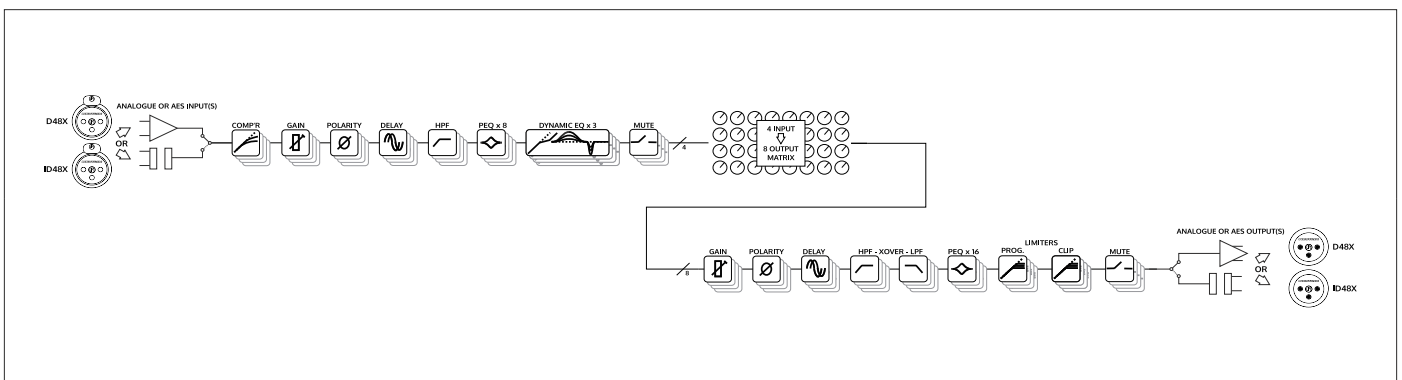 ANALOGUE OR AES INPUT(S)
D48X
OR
ID48X
COMP'R
GAIN
POLARITY
DELAY
HPF
PEQ x 8
DYNAMIC EQ x 3
MUTE
4
4 INPUT
8 OUTPUT
MATRIX
8
GAIN
POLARITY
DELAY
HPF - XOVER - LPF
PEQ x 16
LIMITERS
PROG.
CLIP
MUTE
ANALOGUE OR AES OUTPUT(S)
D48X
OR
ID48X